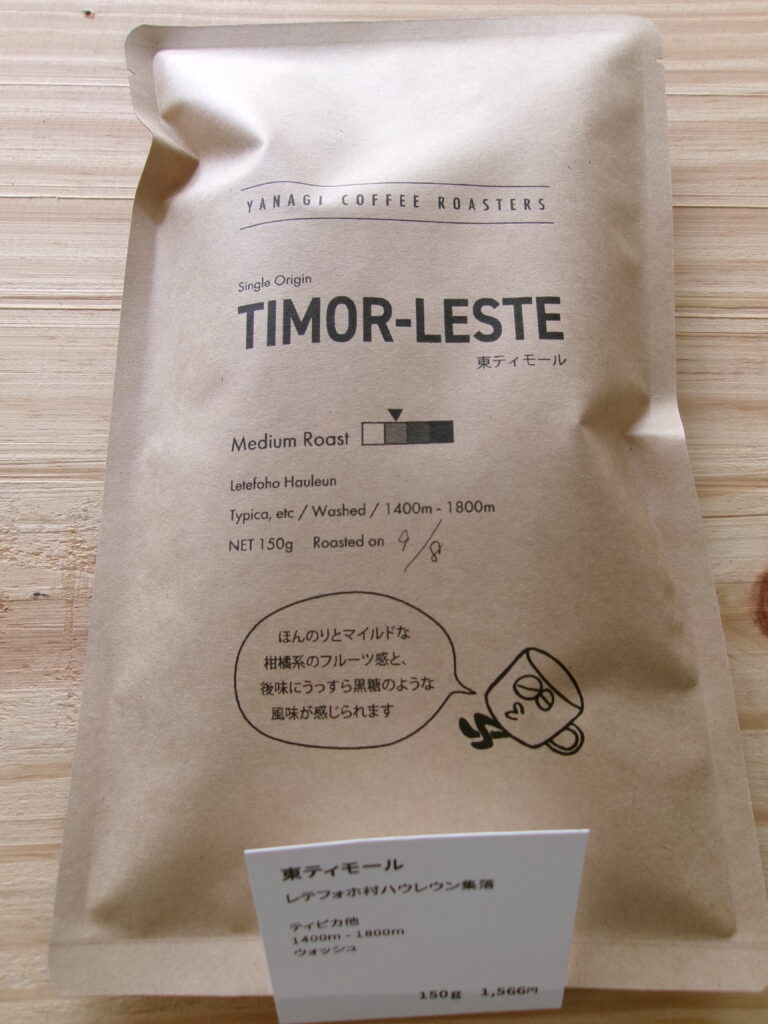 YANAGI COFFEE ROASTERS
Single Origin
TIMOR-LESTE
東ティモール
Medium Roast
Letefoho Hauleun
Typica, etc / Washed / 1400m - 1800m
NET 150g Roasted on 9/8
ほんのりとマイルドな
柑橘系のフルーツ感と、
後味にうっすら黒糖のような
風味が感じられます
東ティモール
レテフォホ村ハウレウン集落
ティピカ他
1400m - 1800m
ウォッシュ
150g 1,566円